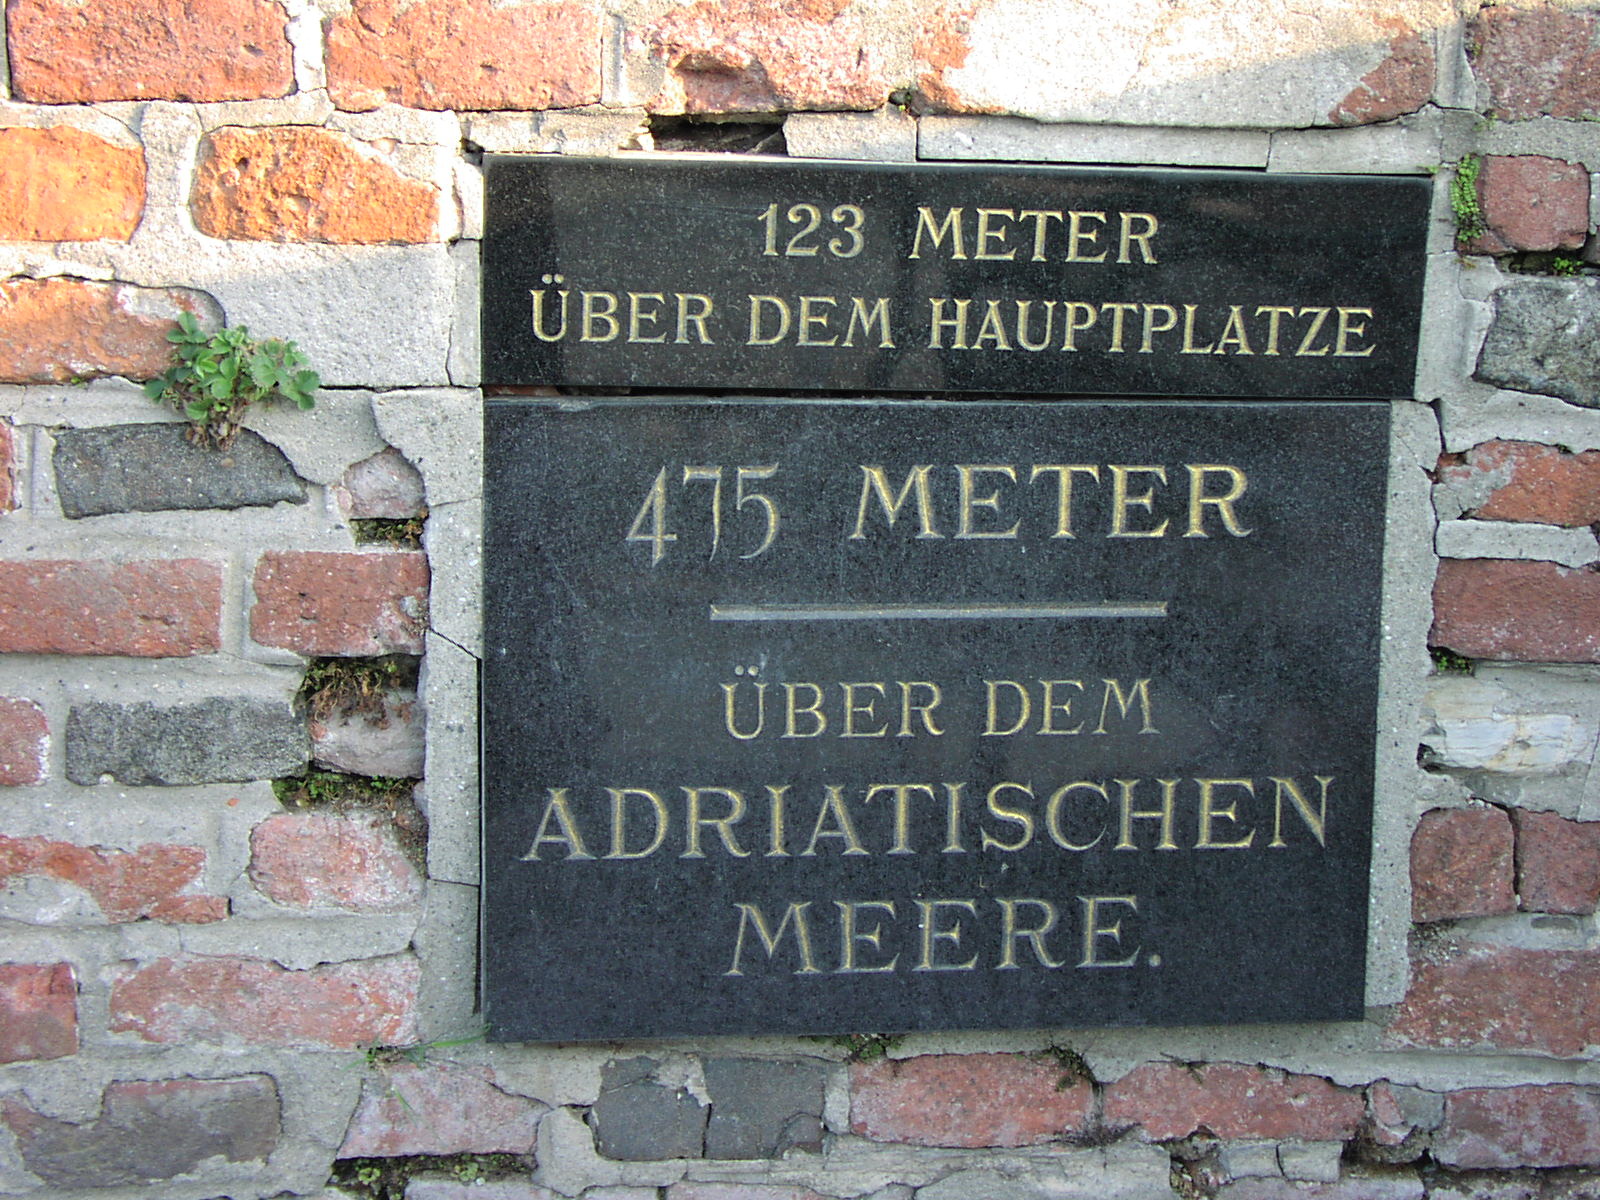 123 METER
ÜBER DEM HAUPTPLATZE
475 METER
ÜBER DEM
ADRIATISCHEN
MEERE.